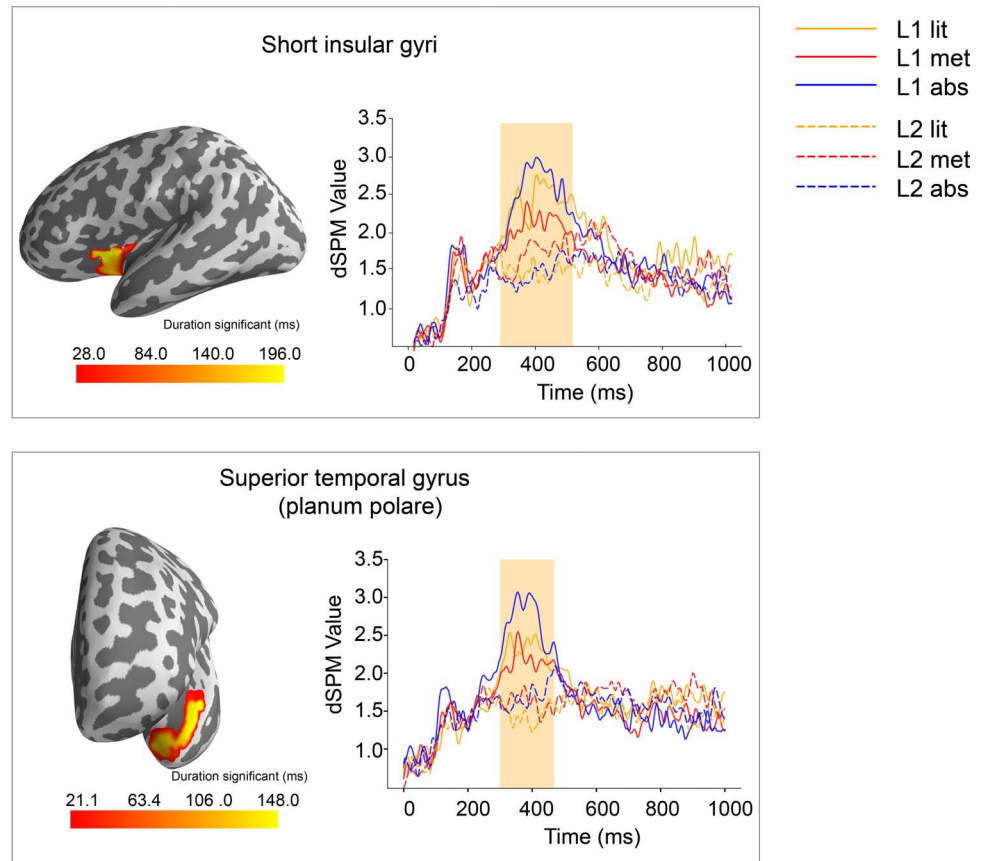 Short insular gyri
L1 lit
L1 met
L1 abs
L2 lit
L2 met
L2 abs
3.5
3.0
2.5
2.0
1.5
1.0
dSPM Value
0 200 400 600 800 1000
Time (ms)
Duration significant (ms)
28.0 84.0 140.0 196.0
Superior temporal gyrus
(planum polare)
3.5
3.0
2.5
2.0
1.5
1.0
dSPM Value
0 200 400 600 800 1000
Time (ms)
Duration significant (ms)
21.1 63.4 106 .0 148.0